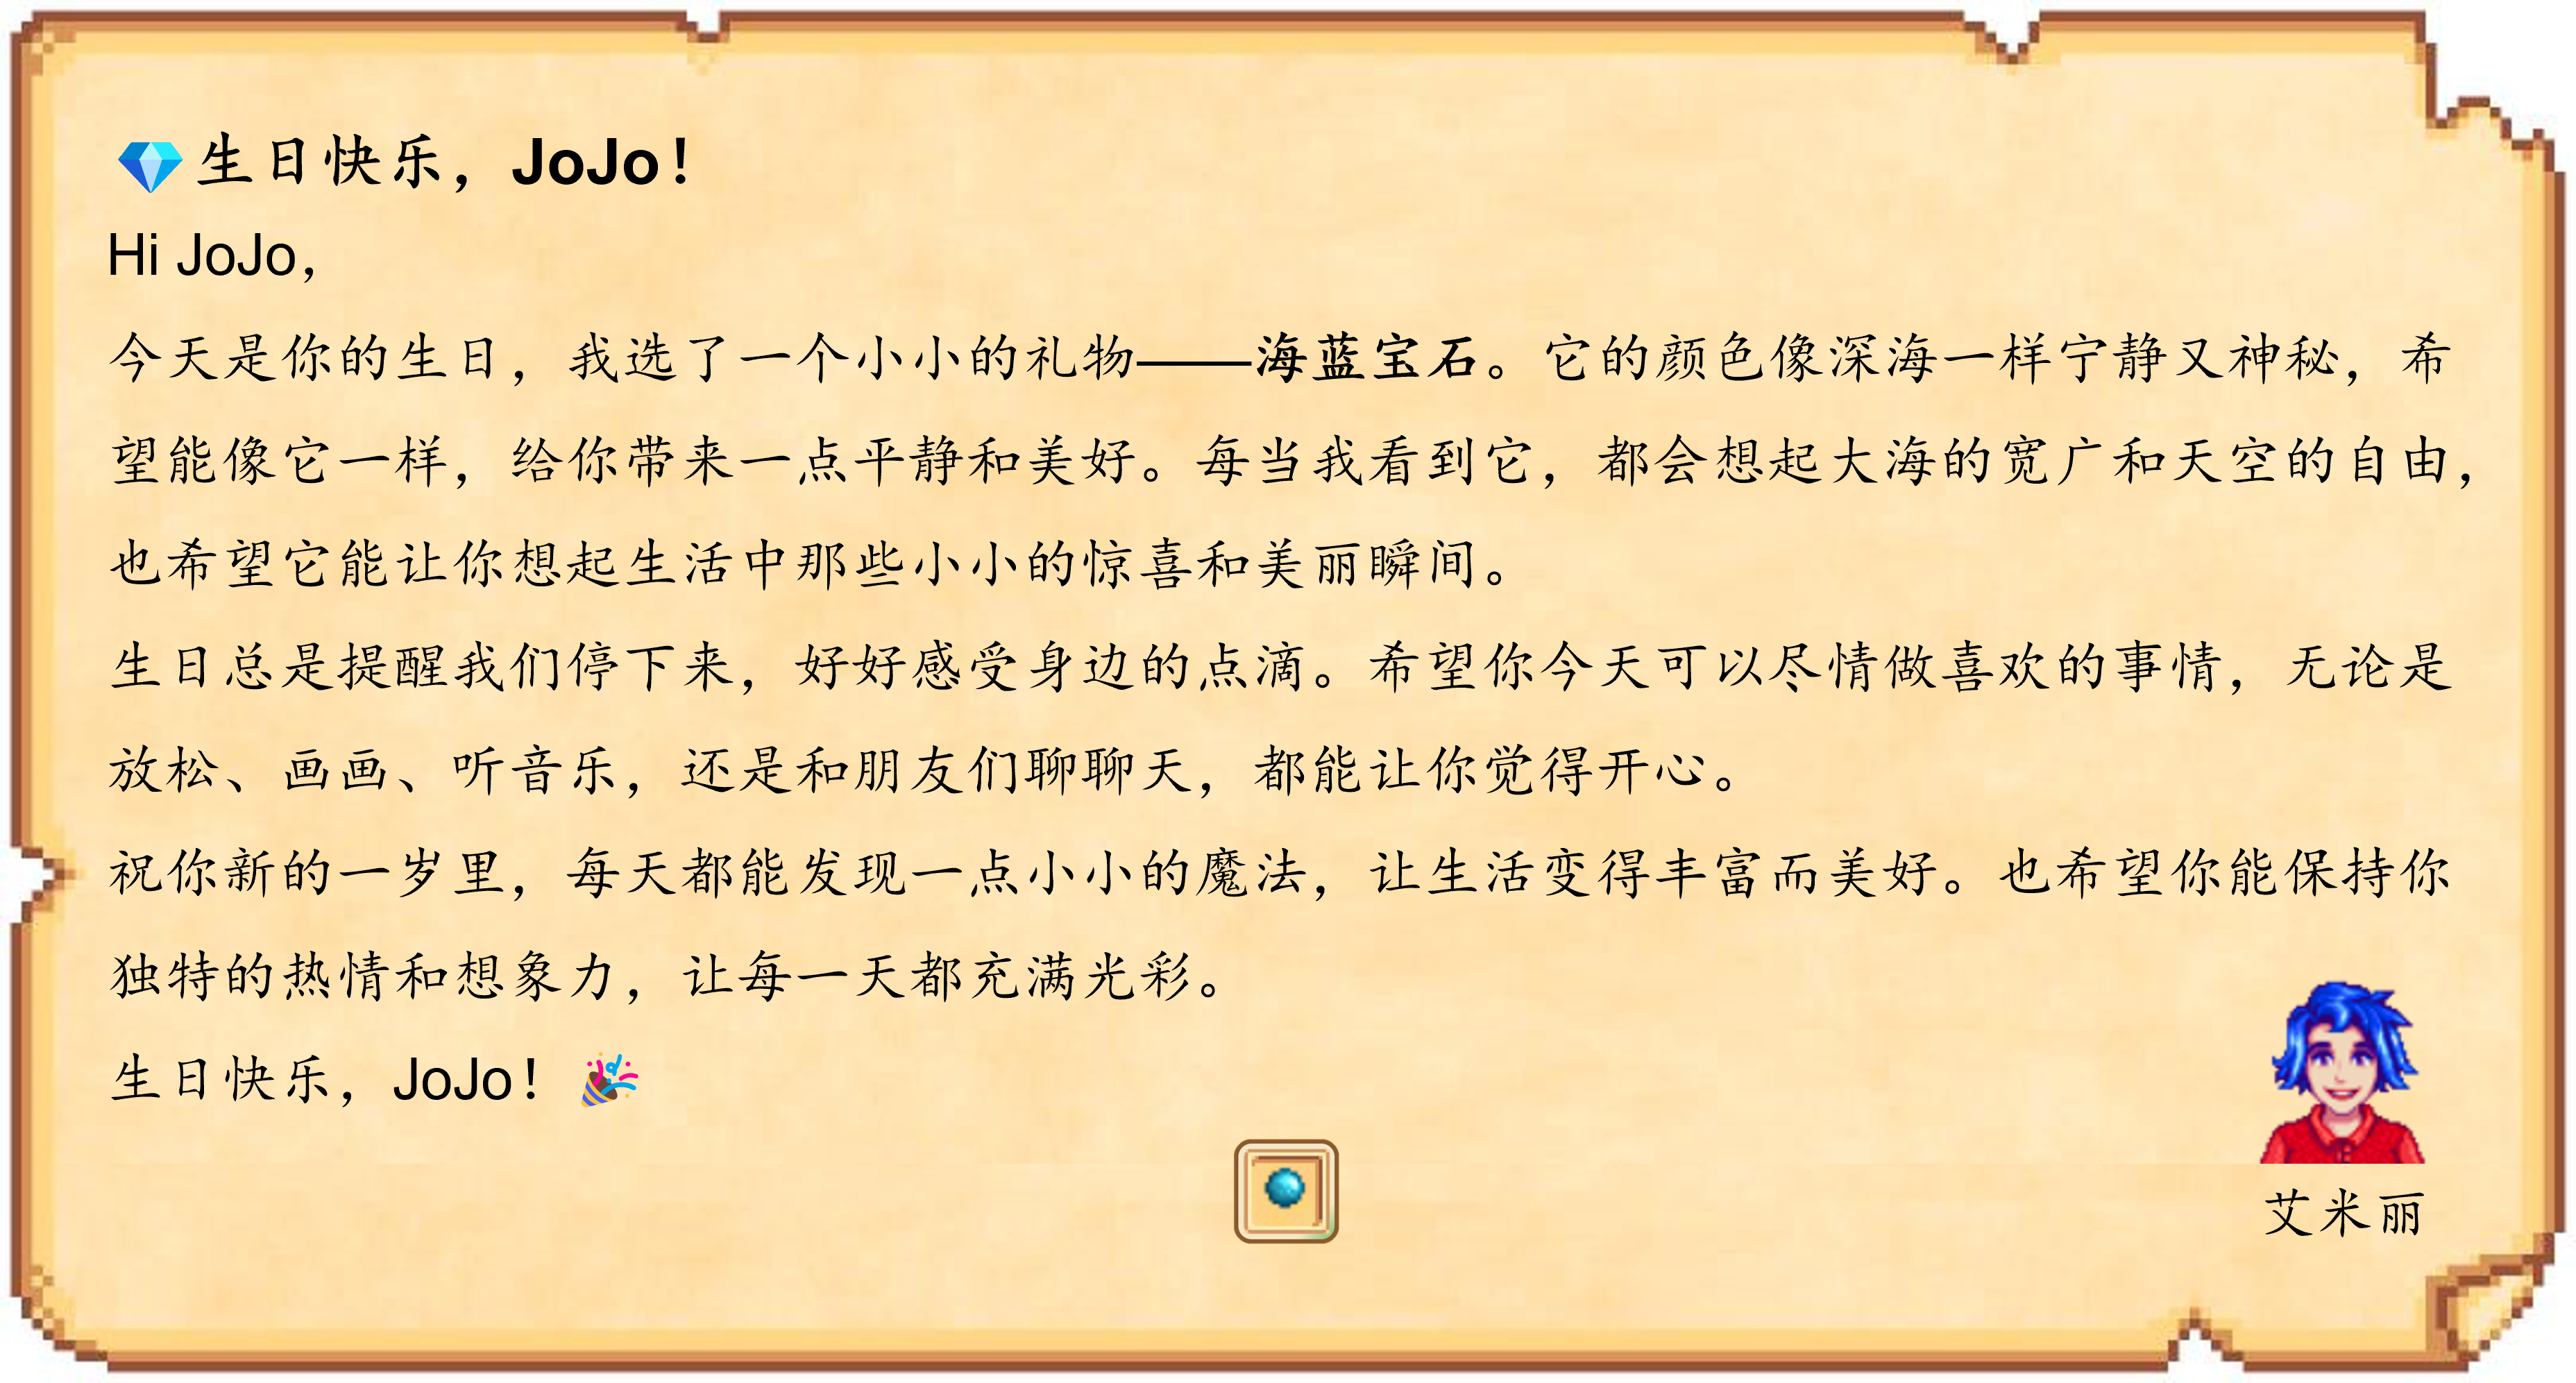 💎生日快乐，JoJo！
Hi JoJo，
今天是你的生日，我选了一个小小的礼物——海蓝宝石。它的颜色像深海一样宁静又神秘，希
望能像它一样，给你带来一点平静和美好。每当我看到它，都会想起大海的宽广和天空的自由，
也希望它能让你想起生活中那些小小的惊喜和美丽瞬间。
生日总是提醒我们停下来，好好感受身边的点滴。希望你今天可以尽情做喜欢的事情，无论是
放松、画画、听音乐，还是和朋友们聊聊天，都能让你觉得开心。
祝你新的一岁里，每天都能发现一点小小的魔法，让生活变得丰富而美好。也希望你能保持你
独特的热情和想象力，让每一天都充满光彩。
生日快乐，JoJo！ 🎉
艾米丽